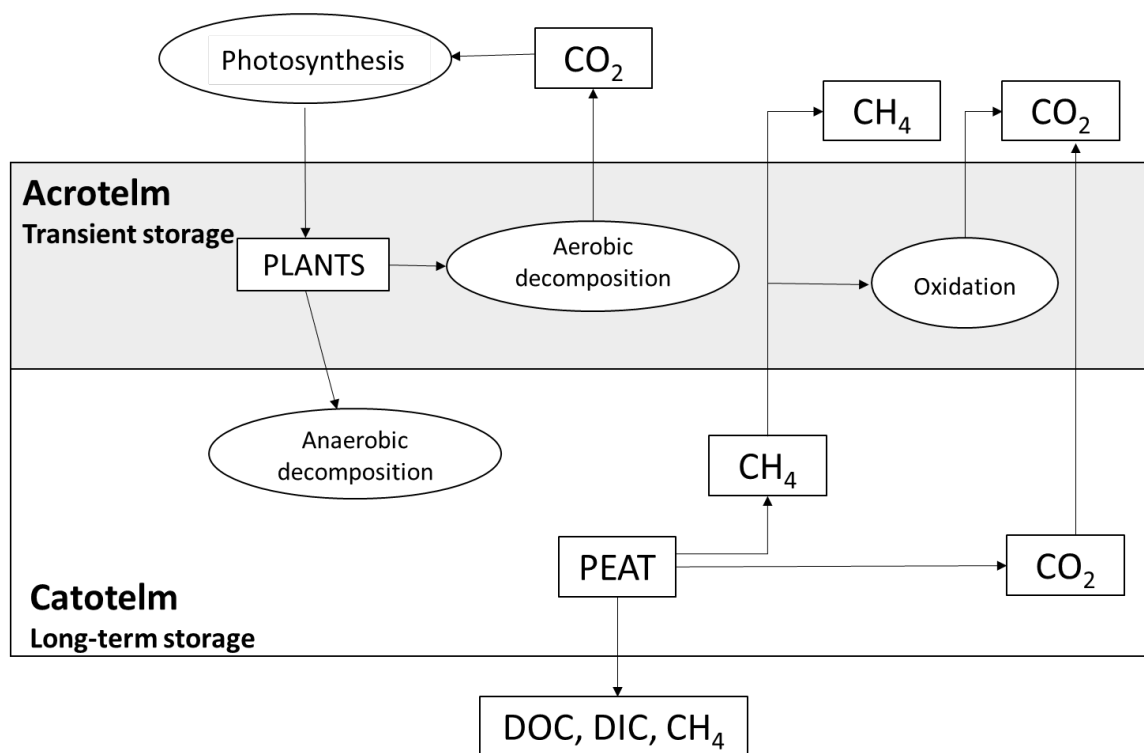 Photosynthesis
CO₂
CH₄
CO₂
Acrotelm
Transient storage
PLANTS
Aerobic
decomposition
Oxidation
Anaerobic
decomposition
CH₄
PEAT
CO₂
Catotelm
Long-term storage
DOC, DIC, CH₄